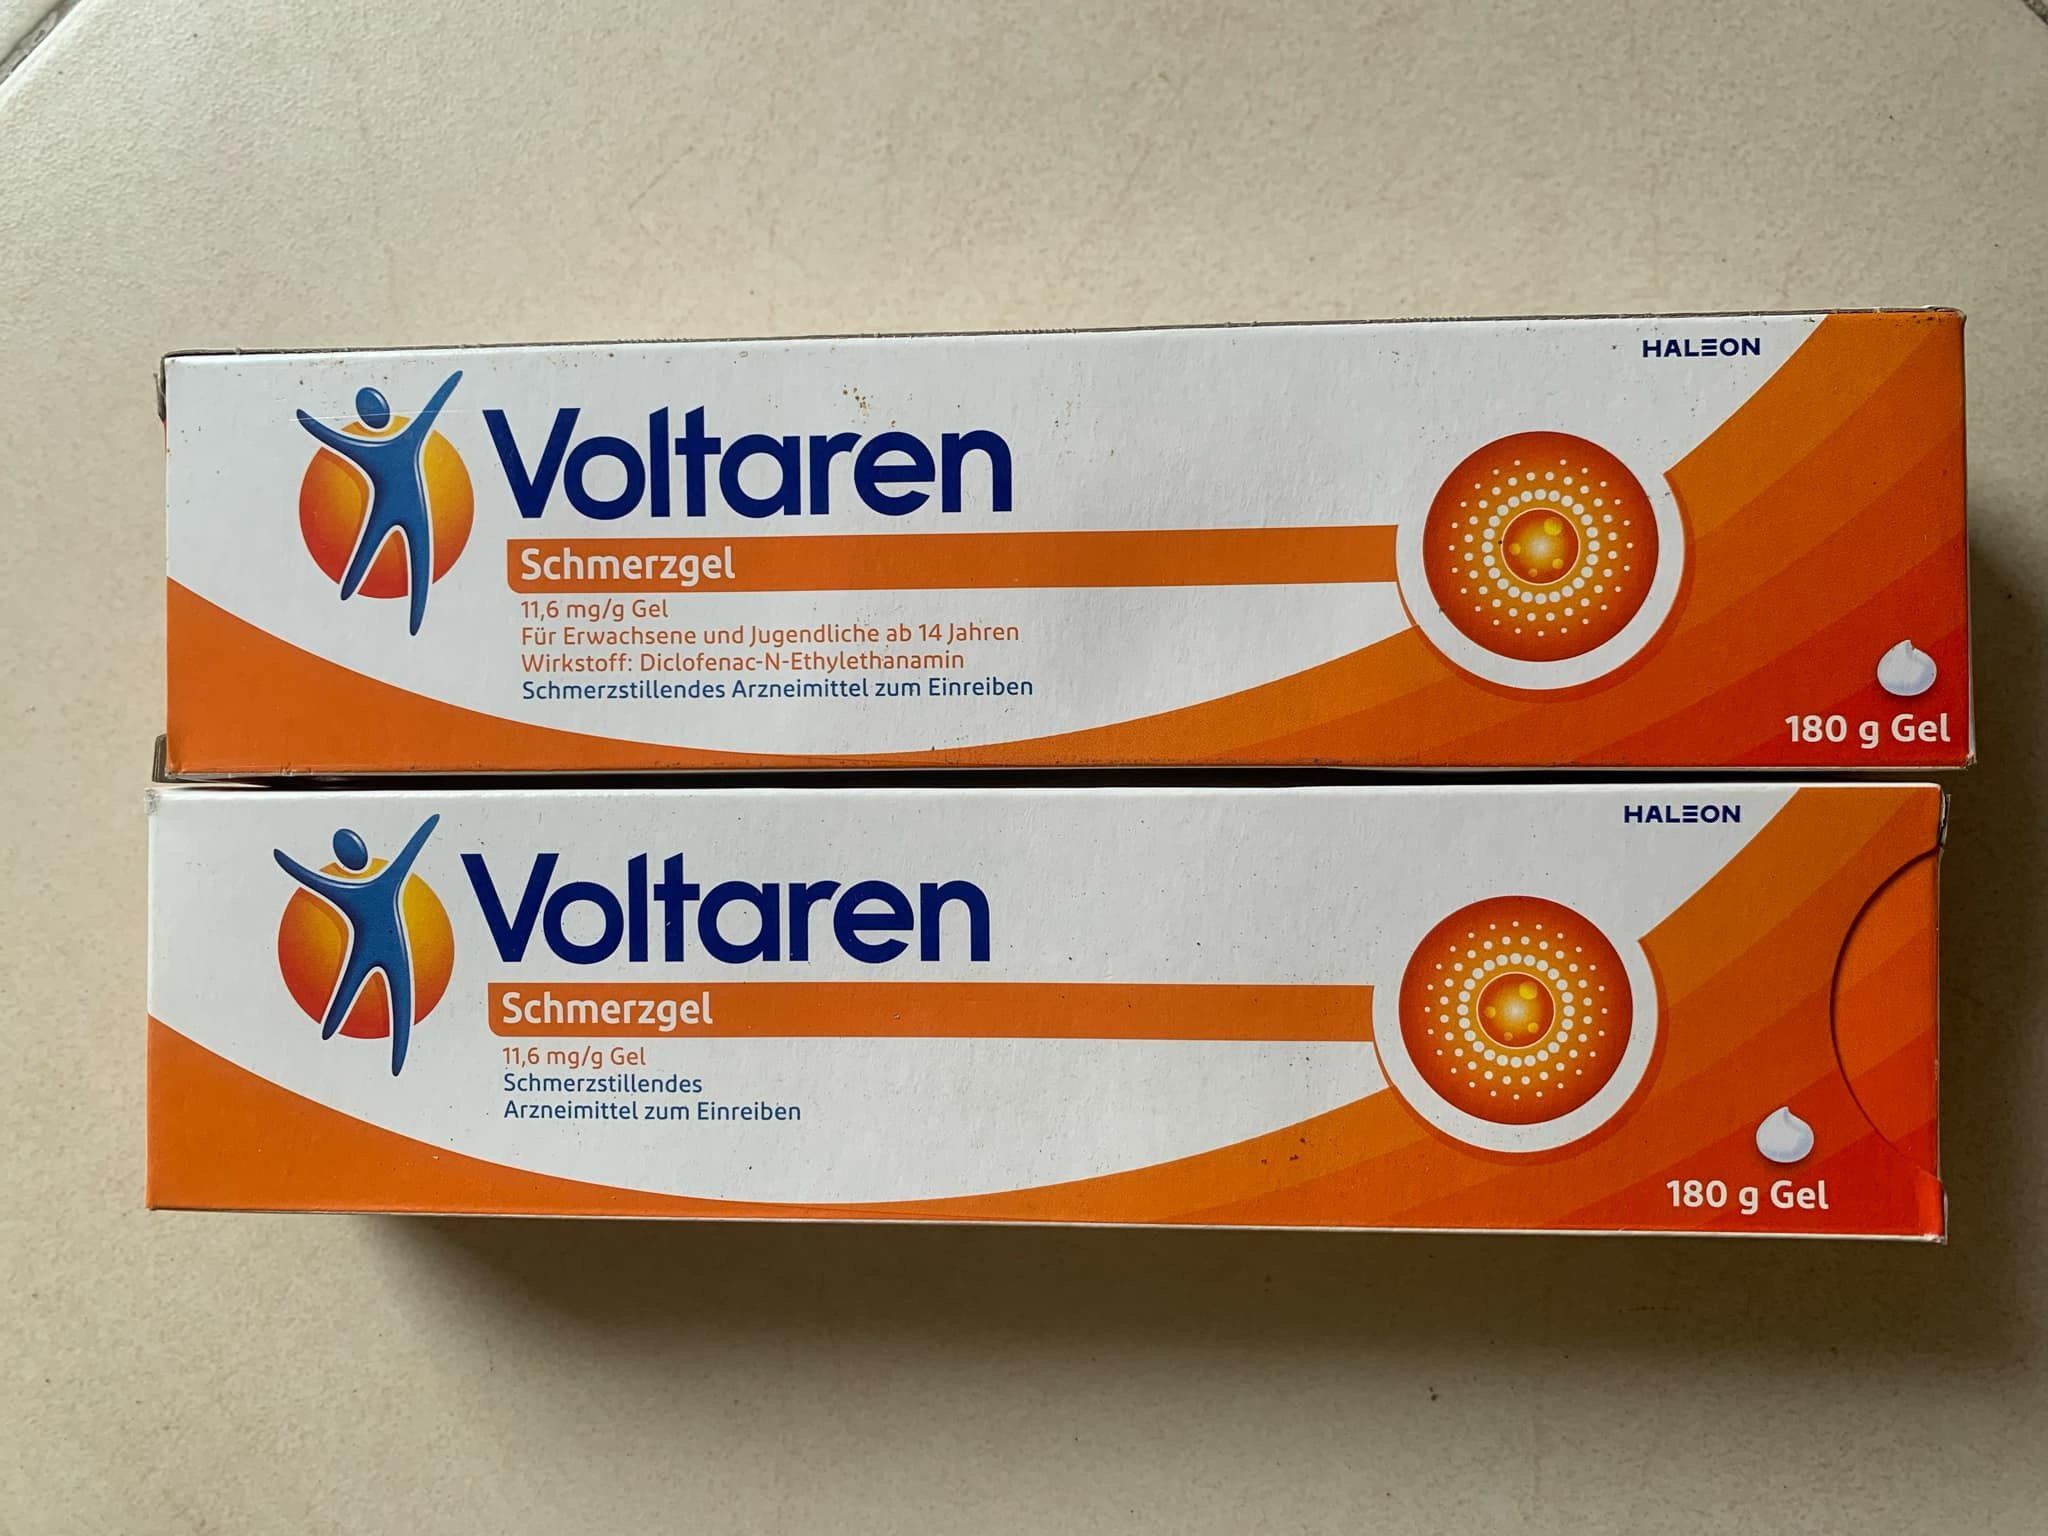 HALEON
Voltaren
Schmerzgel
11,6 mg/g Gel
Für Erwachsene und Jugendliche ab 14 Jahren
Wirkstoff: Diclofenac-N-Ethylethanamin
Schmerzstillendes Arzneimittel zum Einreiben
180 g Gel
HALEON
Voltaren
Schmerzgel
11,6 mg/g Gel
Schmerzstillendes
Arzneimittel zum Einreiben
180 g Gel